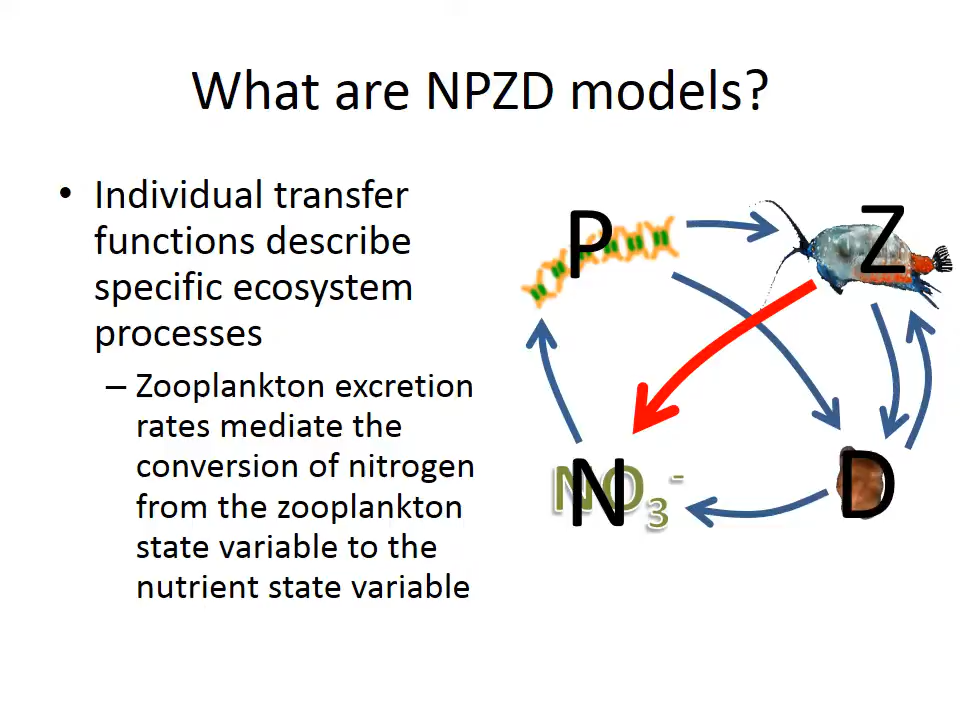 What are NPZD models?
• Individual transfer
functions describe
specific ecosystem
processes
– Zooplankton excretion
rates mediate the
conversion of nitrogen
from the zooplankton
state variable to the
nutrient state variable
P
Z
N
NO₃⁻
D